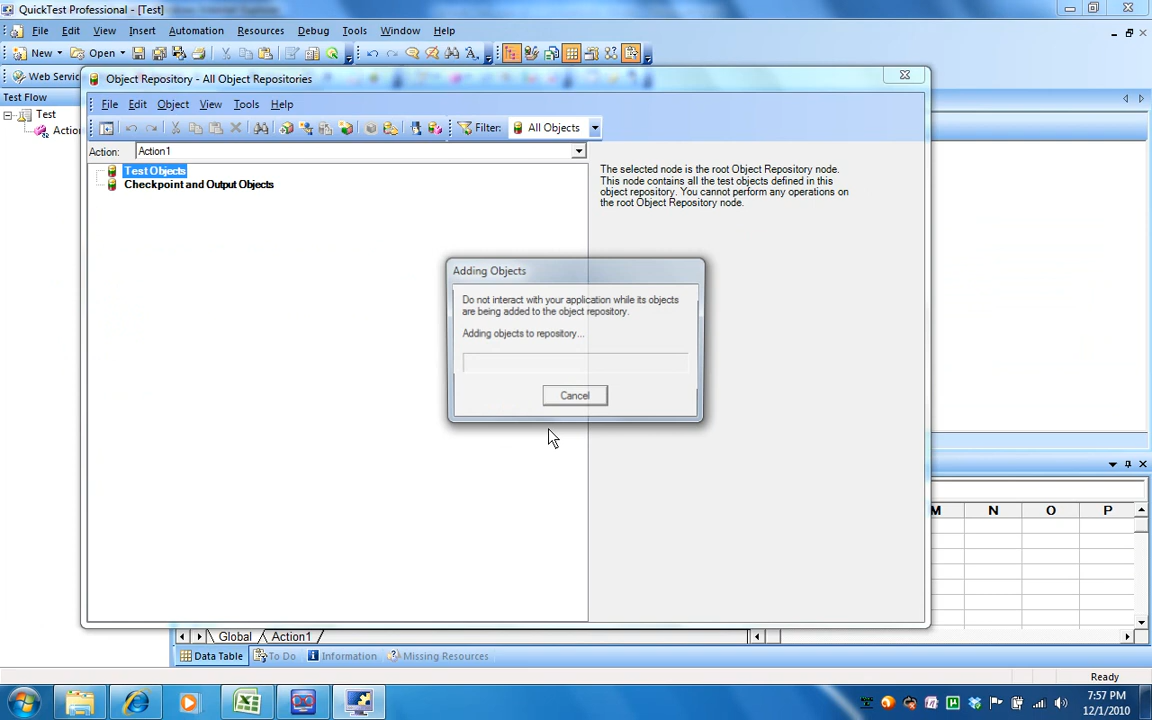 QuickTest Professional - [Test]
File Edit View Insert Automation Resources Debug Tools Window Help
New Open
Web Servic
Test Flow
Test
Action
Object Repository - All Object Repositories
File Edit Object View Tools Help
Filter: All Objects
Action: Action1
Test Objects
Checkpoint and Output Objects
The selected node is the root Object Repository node.
This node contains all the test objects defined in this
object repository. You cannot perform any operations on
the root Object Repository node.
Adding Objects
Do not interact with your application while its objects
are being added to the object repository.
Adding objects to repository...
Cancel
M N O P
Global Action1
Data Table To Do Information Missing Resources
Ready
7:57 PM
12/1/2010